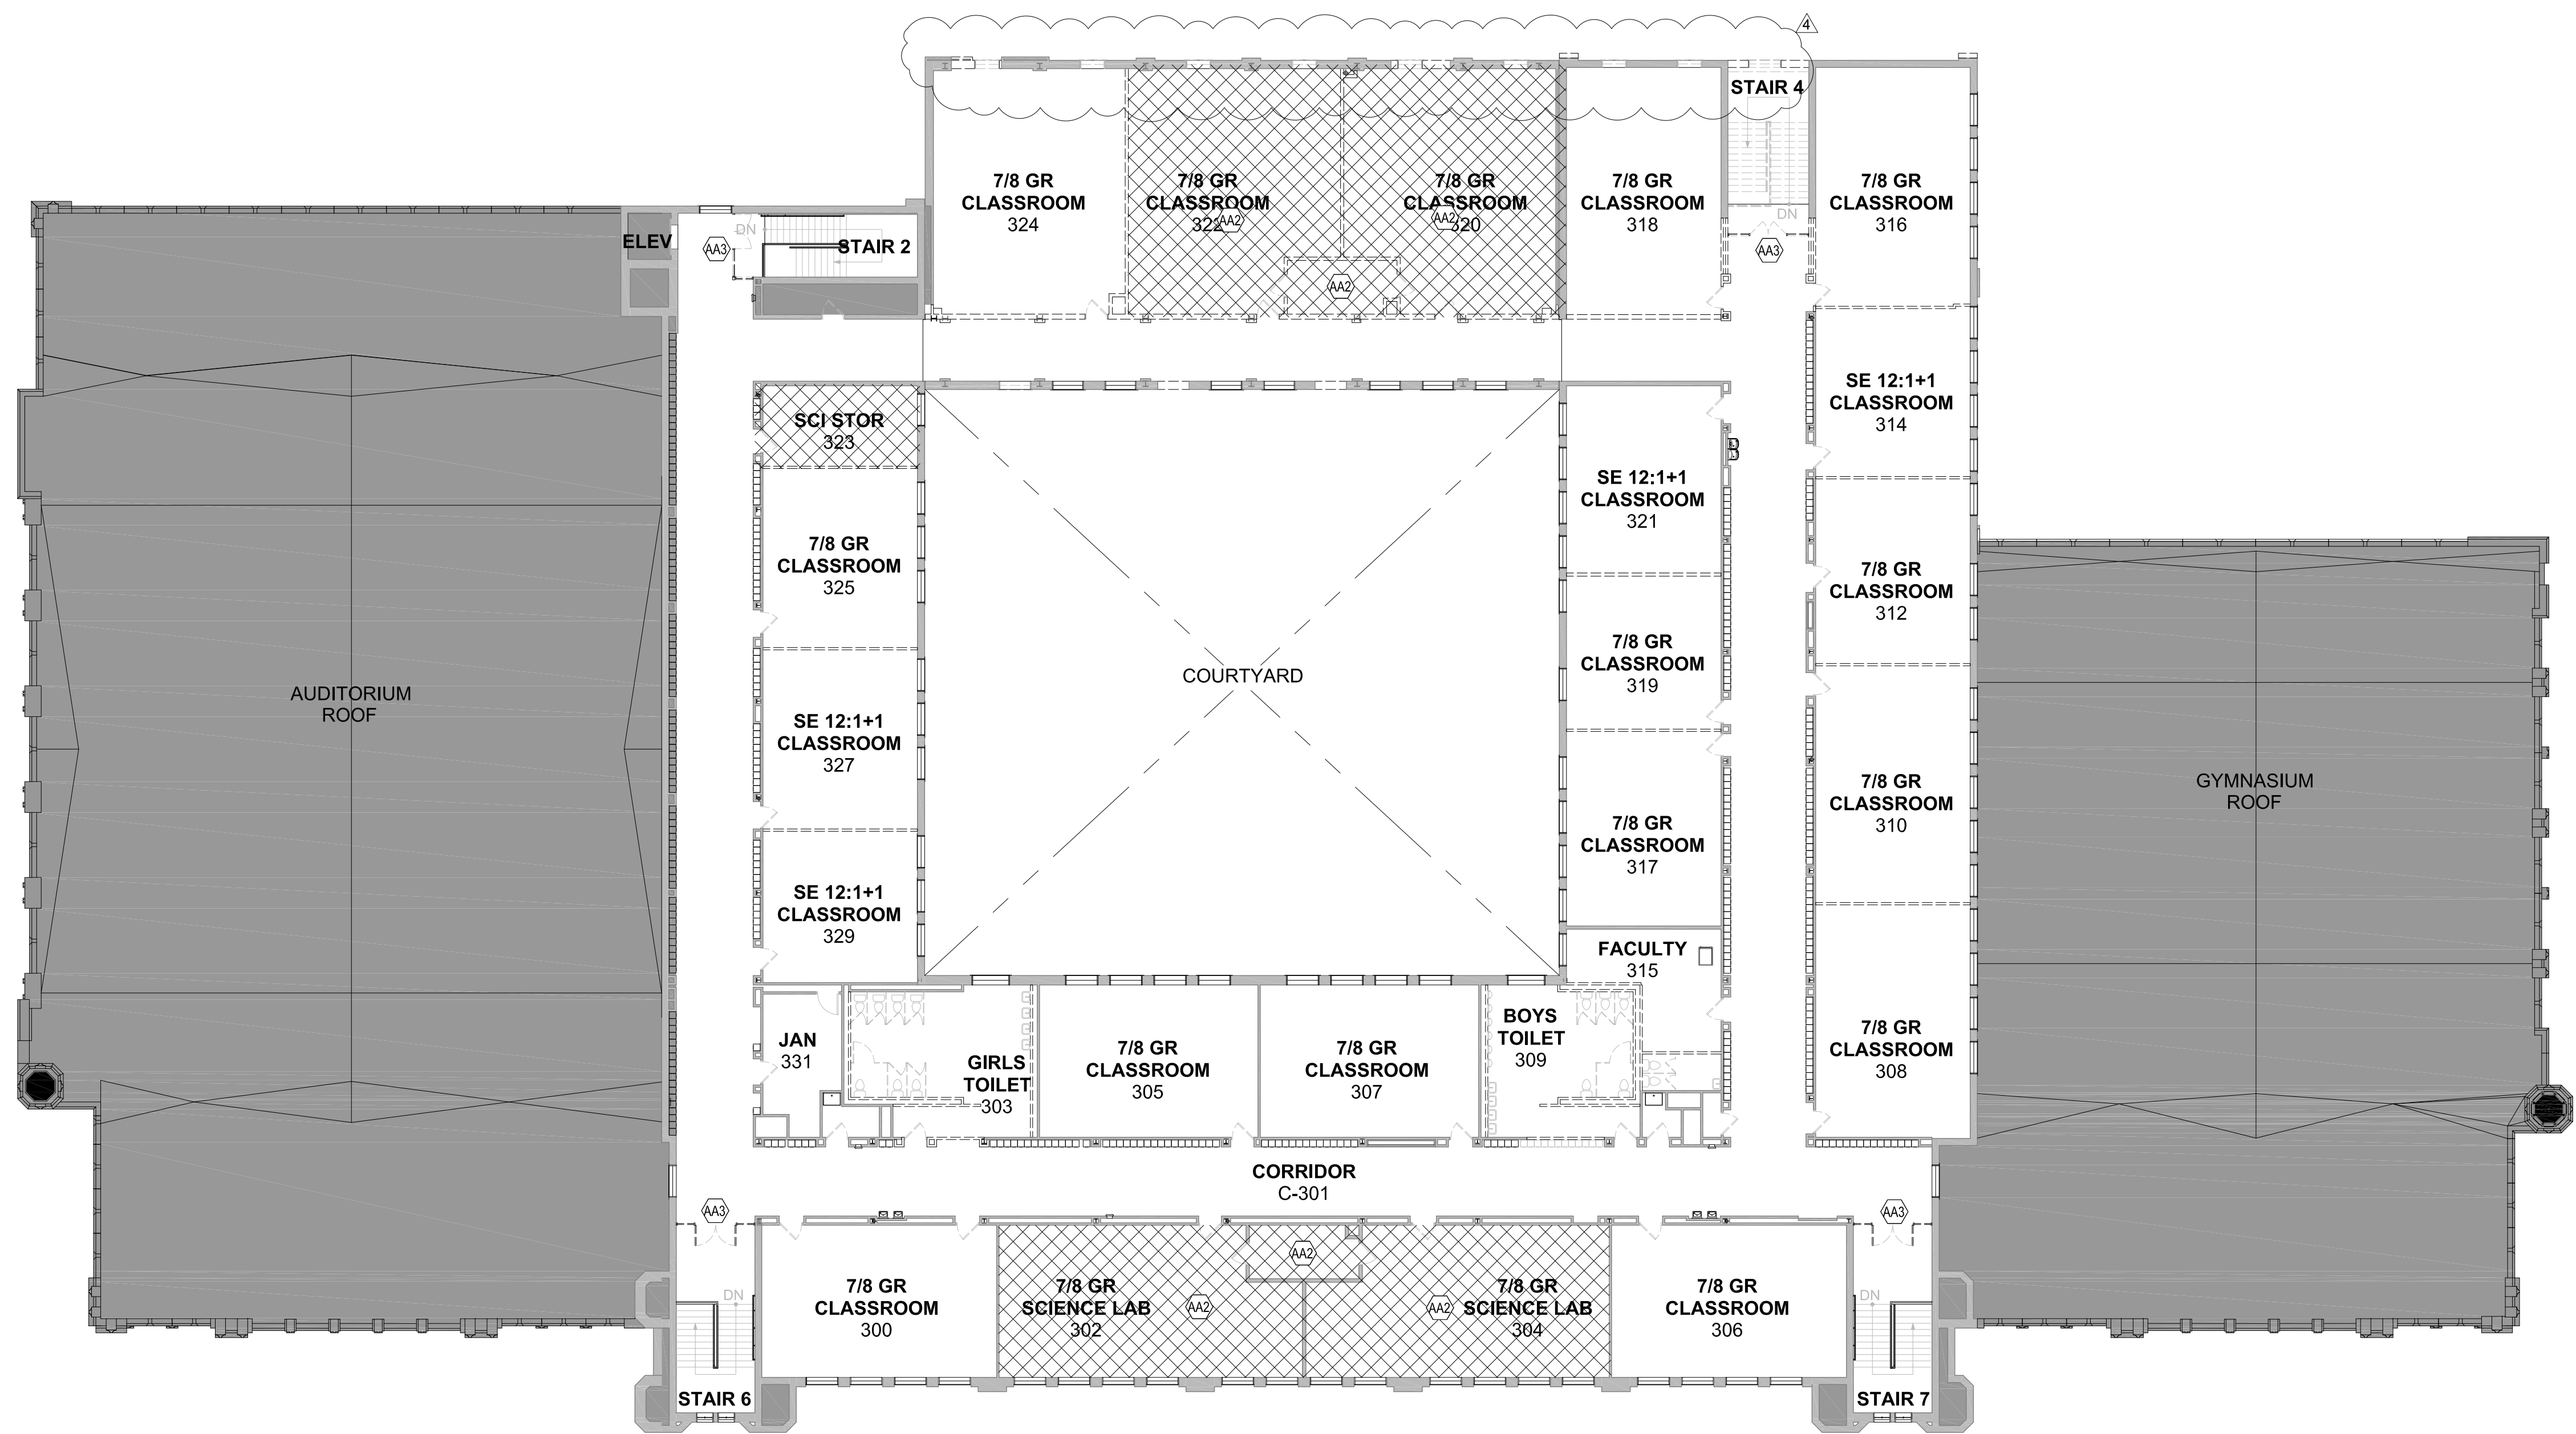 4
STAIR 4
7/8 GR
CLASSROOM
324
7/8 GR
CLASSROOM
322
AA2
7/8 GR
CLASSROOM
320
AA2
7/8 GR
CLASSROOM
318
7/8 GR
CLASSROOM
316
DN
AA3
ELEV
AA3
DN
STAIR 2
AA2
SCI STOR
323
SE 12:1+1
CLASSROOM
314
SE 12:1+1
CLASSROOM
321
7/8 GR
CLASSROOM
325
7/8 GR
CLASSROOM
312
7/8 GR
CLASSROOM
319
COURTYARD
AUDITORIUM
ROOF
SE 12:1+1
CLASSROOM
327
7/8 GR
CLASSROOM
310
GYMNASIUM
ROOF
7/8 GR
CLASSROOM
317
SE 12:1+1
CLASSROOM
329
FACULTY
315
JAN
331
GIRLS
TOILET
303
7/8 GR
CLASSROOM
305
7/8 GR
CLASSROOM
307
BOYS
TOILET
309
7/8 GR
CLASSROOM
308
CORRIDOR
C-301
AA3
AA3
AA2
7/8 GR
CLASSROOM
300
7/8 GR
SCIENCE LAB
302
AA2
AA2
7/8 GR
SCIENCE LAB
304
7/8 GR
CLASSROOM
306
DN
DN
STAIR 6
STAIR 7